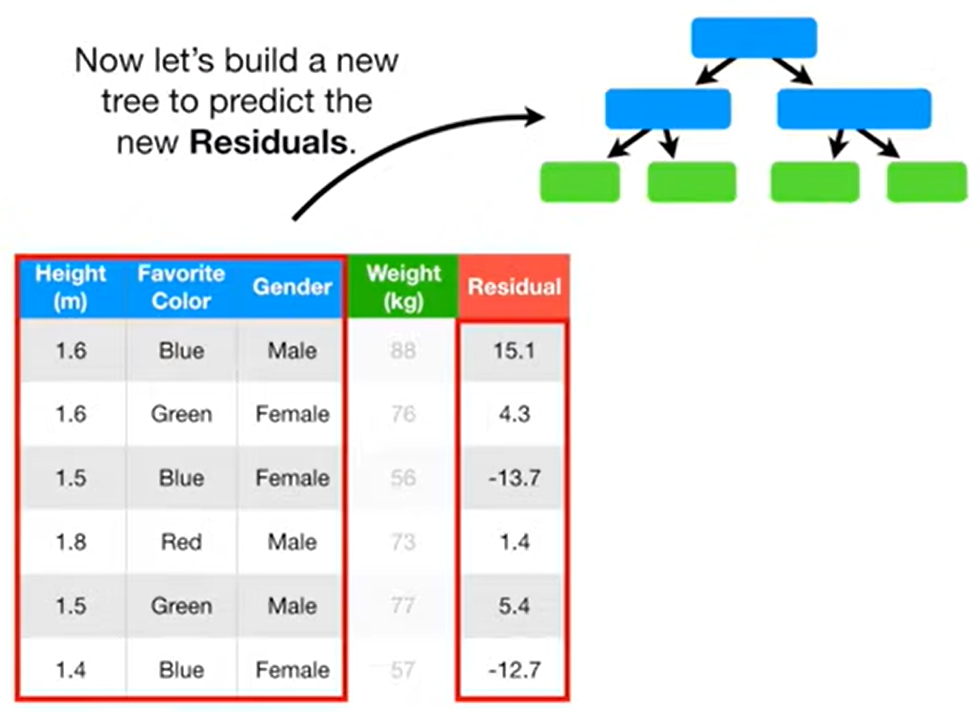 Now let's build a new
tree to predict the
new Residuals.
Height (m) Favorite Color Gender Weight (kg) Residual
1.6 Blue Male 88 15.1
1.6 Green Female 76 4.3
1.5 Blue Female 56 -13.7
1.8 Red Male 73 1.4
1.5 Green Male 77 5.4
1.4 Blue Female 57 -12.7